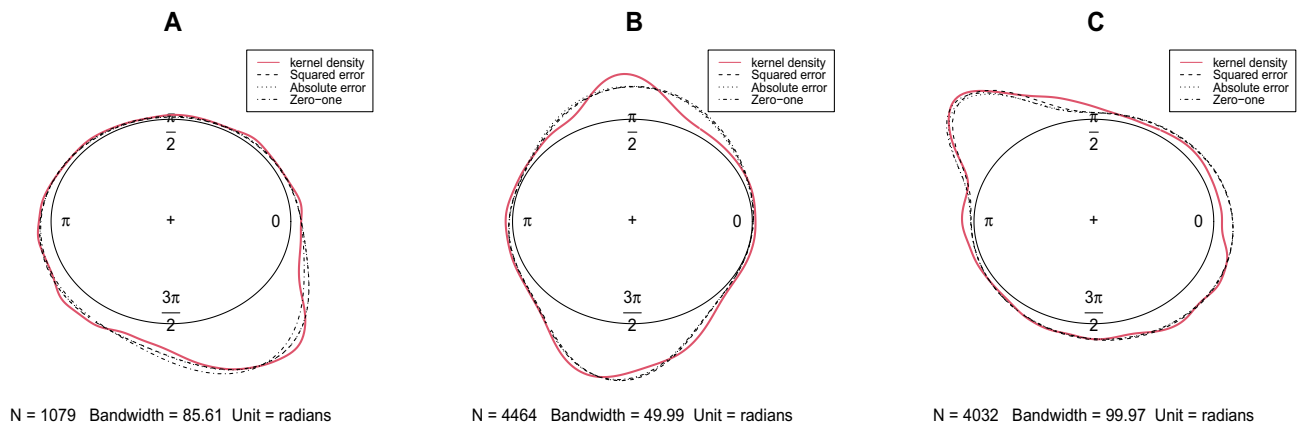 A
kernel density
Squared error
Absolute error
Zero−one
π
2
π
+
0
3π
2
N = 1079 Bandwidth = 85.61 Unit = radians
B
kernel density
Squared error
Absolute error
Zero−one
π
2
π
+
0
3π
2
N = 4464 Bandwidth = 49.99 Unit = radians
C
kernel density
Squared error
Absolute error
Zero−one
π
2
π
+
0
3π
2
N = 4032 Bandwidth = 99.97 Unit = radians